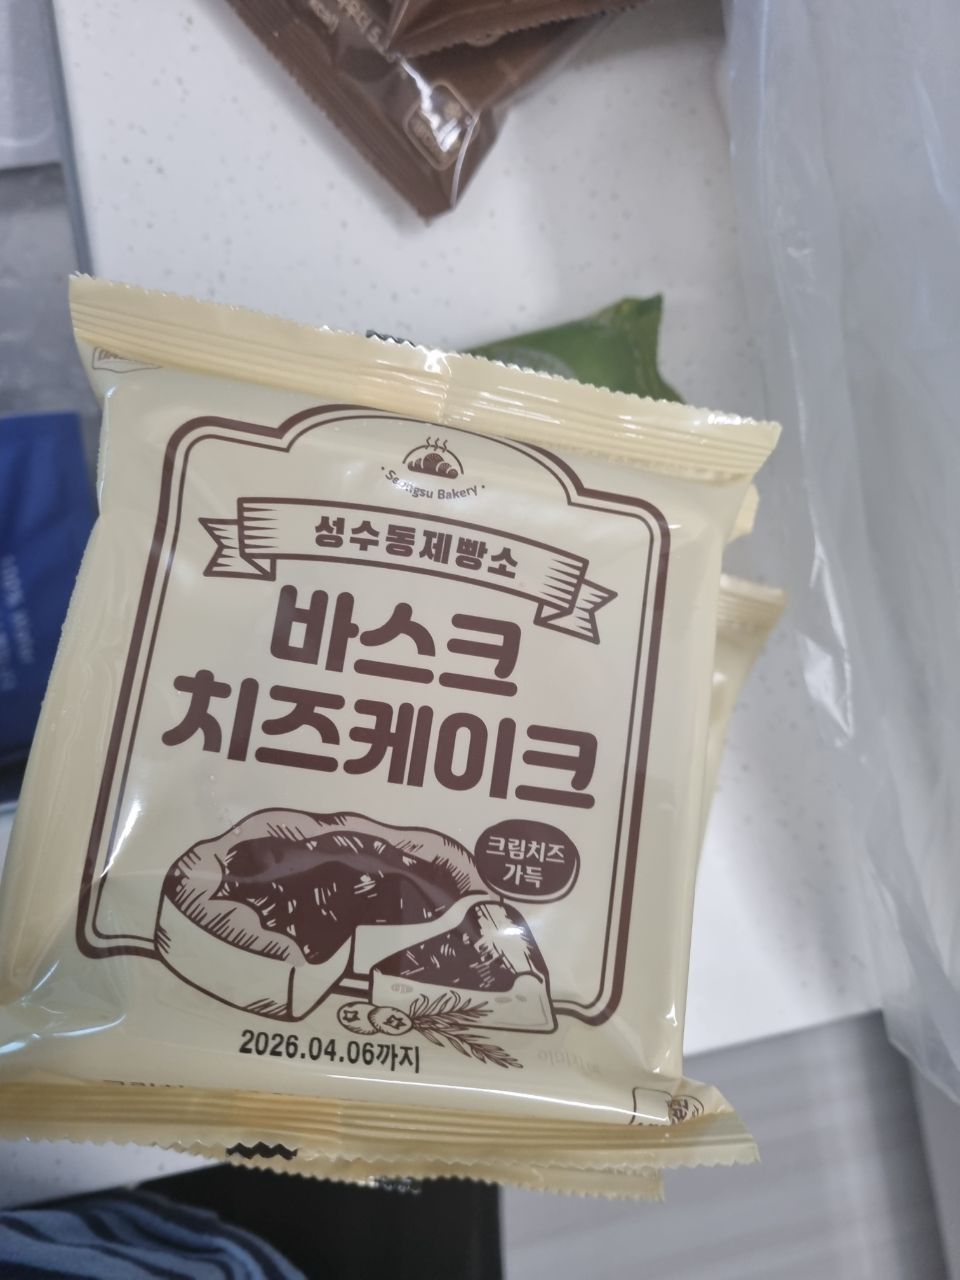 Seongsu Bakery
성수동제빵소
바스크
치즈케이크
크림치즈
가득
2026.04.06까지